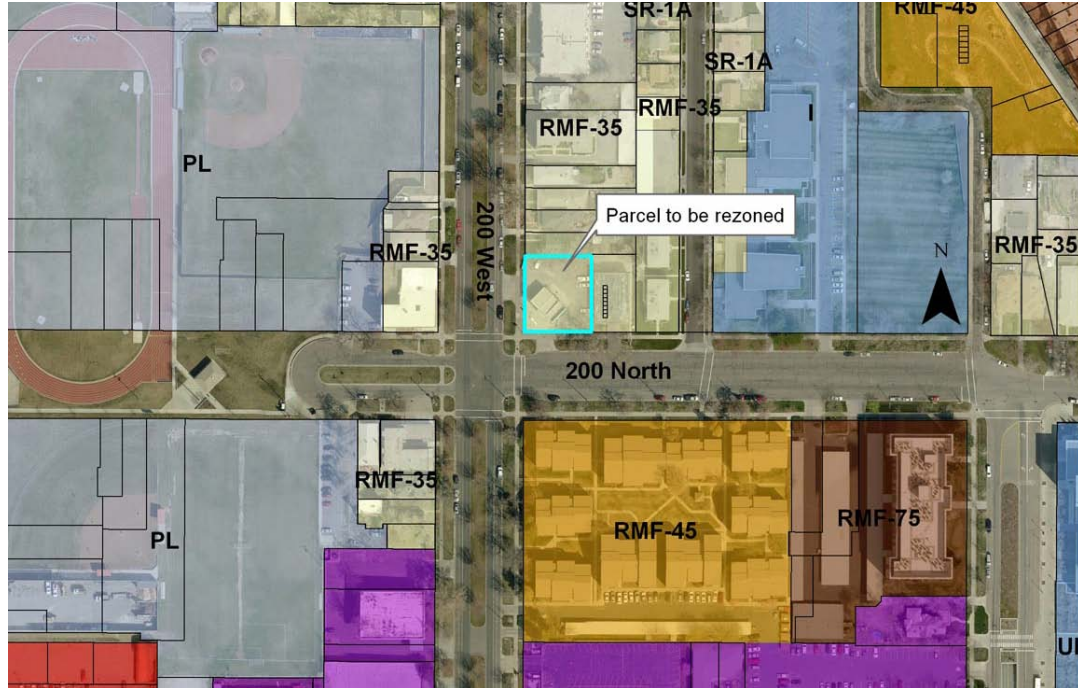 SR-1A
RMF-45
SR-1A
RMF-35
RMF-35
PL
Parcel to be rezoned
200 West
RMF-35
RMF-35
N
200 North
RMF-35
RMF-45
RMF-75
PL
UI